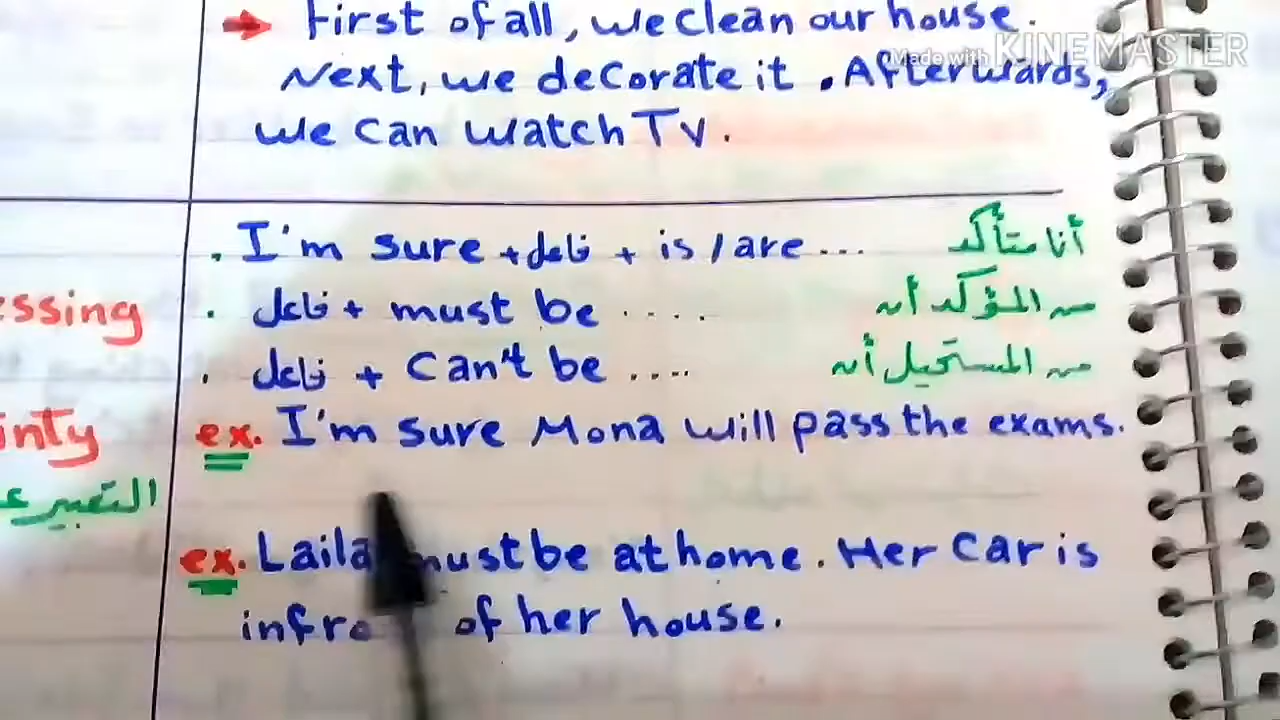 First of all, we clean our house.
Made with KINEMASTER
Next, we decorate it. Afterwards,
we can watch TV.
. I'm sure + فاعل + is / are ... أنا متأكد
. فاعل + must be .... من المؤكد أن
. فاعل + Can't be .... من المستحيل أن
ssing
inty
التعبير ع
ex. I'm sure Mona will pass the exams.
ex. Laila must be at home. Her car is
infro of her house.